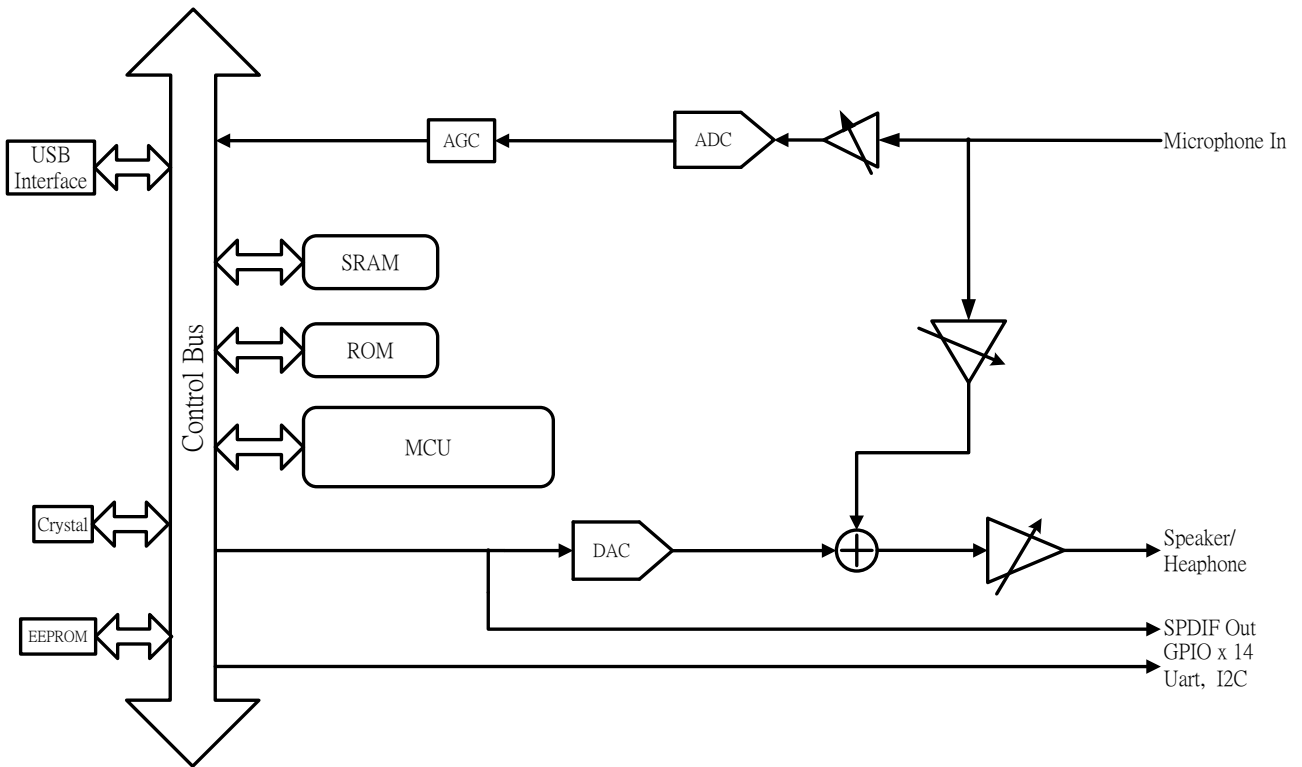 AGC
ADC
Microphone In
USB
Interface
SRAM
ROM
Control Bus
MCU
Crystal
DAC
Speaker/
Heaphone
EEPROM
SPDIF Out
GPIO x 14
Uart, I2C